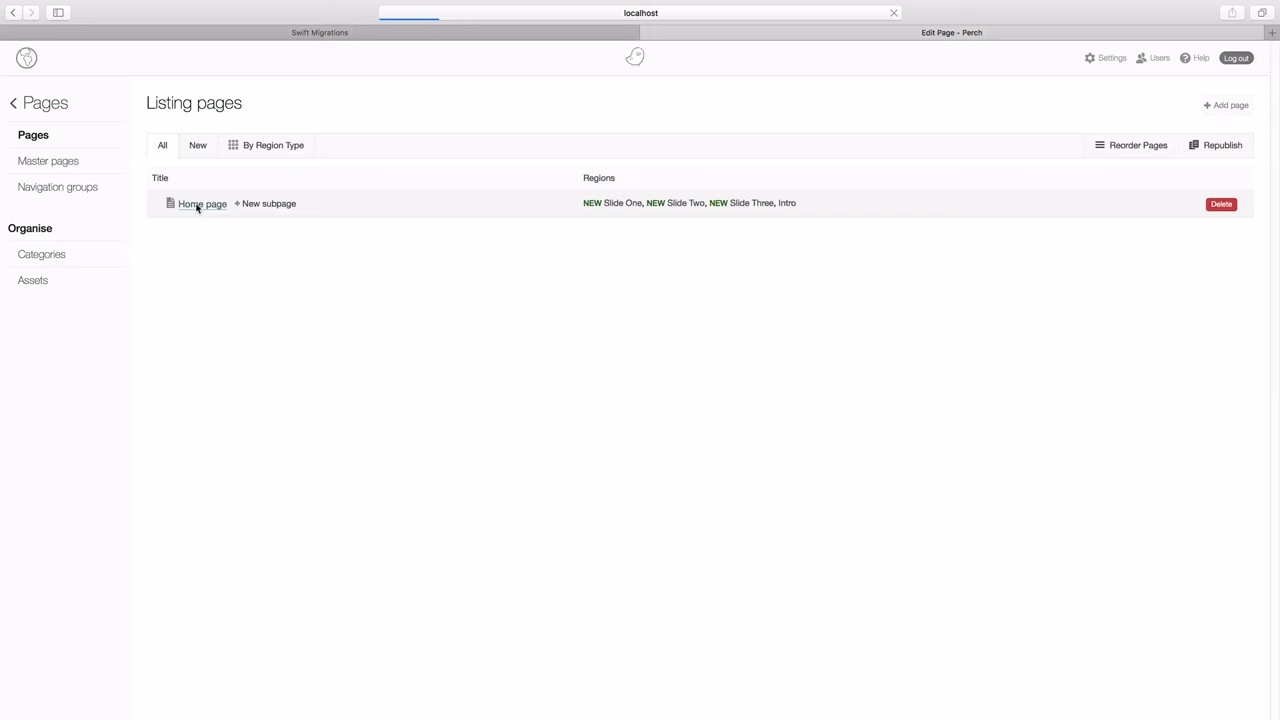 localhost
Swift Migrations
Edit Page - Perch
Settings
Users
Help
Log out
Pages
Listing pages
+ Add page
Pages
All
New
By Region Type
Reorder Pages
Republish
Master pages
Title
Regions
Navigation groups
Home page
+ New subpage
NEW Slide One, NEW Slide Two, NEW Slide Three, Intro
Delete
Organise
Categories
Assets